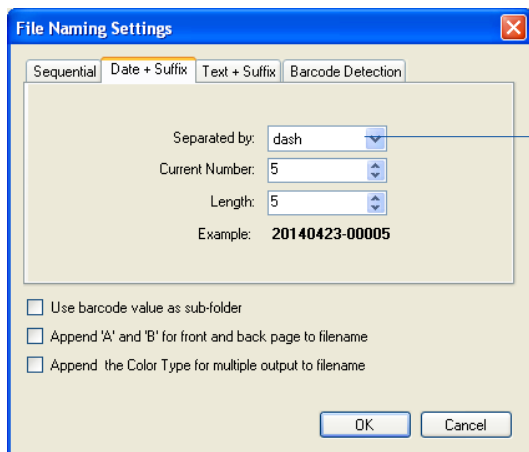 File Naming Settings
Sequential Date + Suffix Text + Suffix Barcode Detection
Separated by: dash
Current Number: 5
Length: 5
Example: 20140423-00005
Use barcode value as sub-folder
Append 'A' and 'B' for front and back page to filename
Append the Color Type for multiple output to filename
OK Cancel